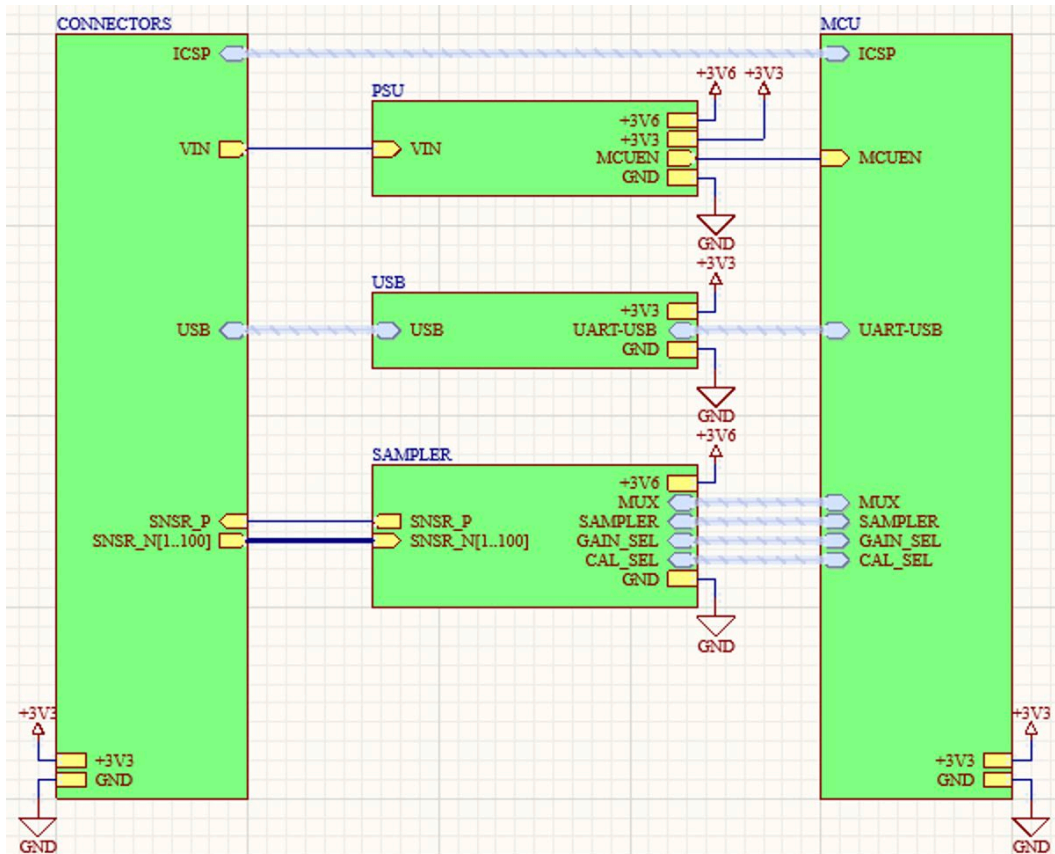 CONNECTORS
MCU
ICSP
ICSP
+3V6 +3V3
PSU
+3V6
+3V3
VIN
VIN
MCUEN
MCUEN
GND
GND
+3V3
USB
+3V3
USB
USB
UART-USB
UART-USB
GND
GND
+3V6
SAMPLER
+3V6
MUX
MUX
SNSR_P
SNSR_P
SAMPLER
SAMPLER
SNSR_N[1..100]
SNSR_N[1..100]
GAIN_SEL
GAIN_SEL
CAL_SEL
CAL_SEL
GND
GND
+3V3
+3V3
+3V3
+3V3
GND
GND
GND
GND